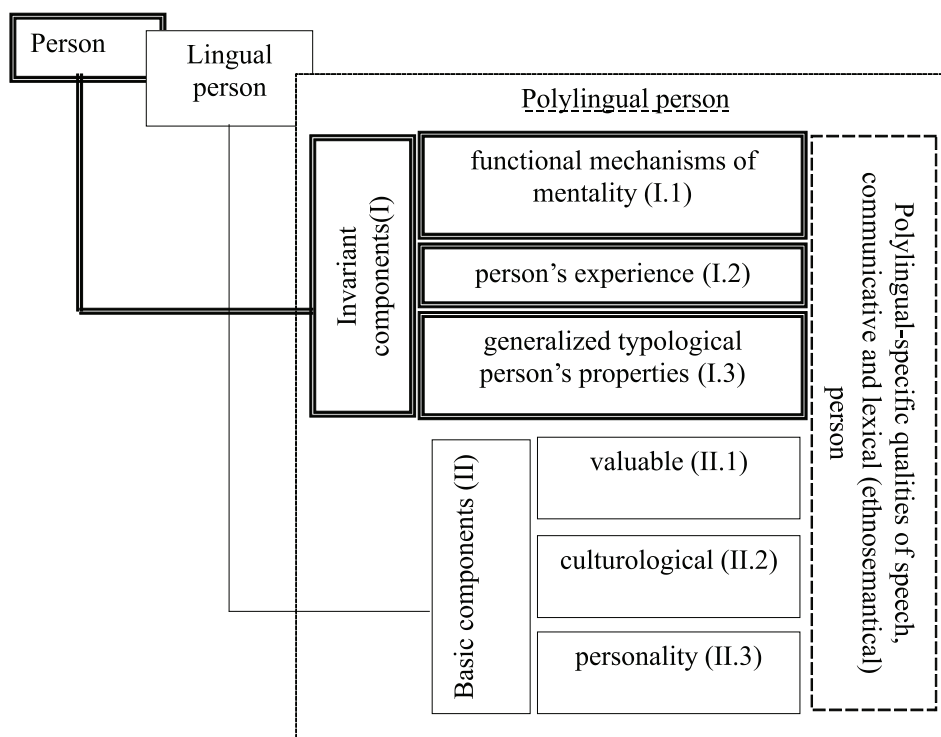 Person
Lingual
person
Polylingual person
Invariant
components(I)
functional mechanisms of
mentality (I.1)
person’s experience (I.2)
generalized typological
person’s properties (I.3)
Basic components (II)
valuable (II.1)
culturological (II.2)
personality (II.3)
Polylingual-specific qualities of speech,
communicative and lexical (ethnosemantical)
person